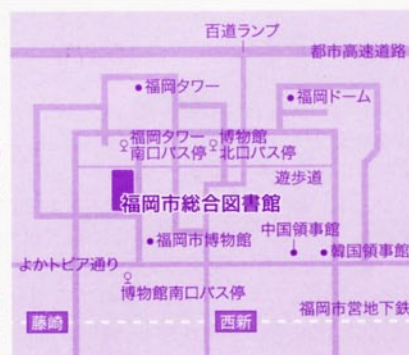 百道ランプ
都市高速道路
福岡タワー
福岡ドーム
福岡タワー
南口バス停
博物館
北口バス停
遊歩道
福岡市総合図書館
中国領事館
福岡市博物館
韓国領事館
よかトピア通り
博物館南口バス停
福岡市営地下鉄
藤崎
西新